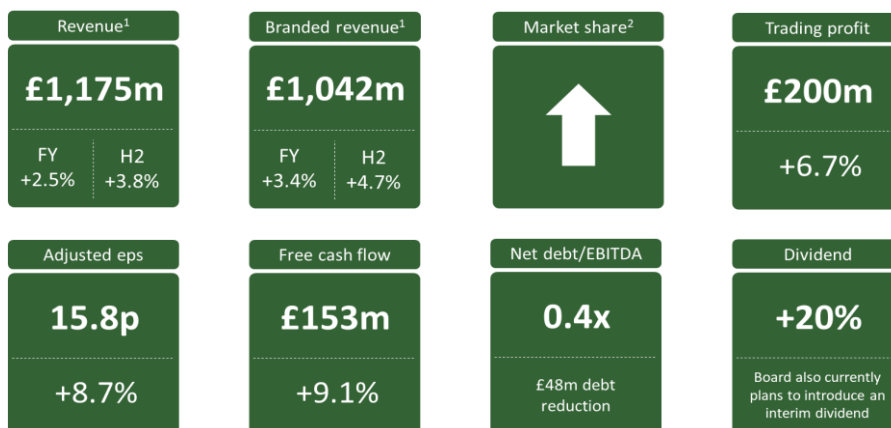 Revenue¹
£1,175m
FY
+2.5%
H2
+3.8%
Branded revenue¹
£1,042m
FY
+3.4%
H2
+4.7%
Market share²
Trading profit
£200m
+6.7%
Adjusted eps
15.8p
+8.7%
Free cash flow
£153m
+9.1%
Net debt/EBITDA
0.4x
£48m debt
reduction
Dividend
+20%
Board also currently
plans to introduce an
interim dividend